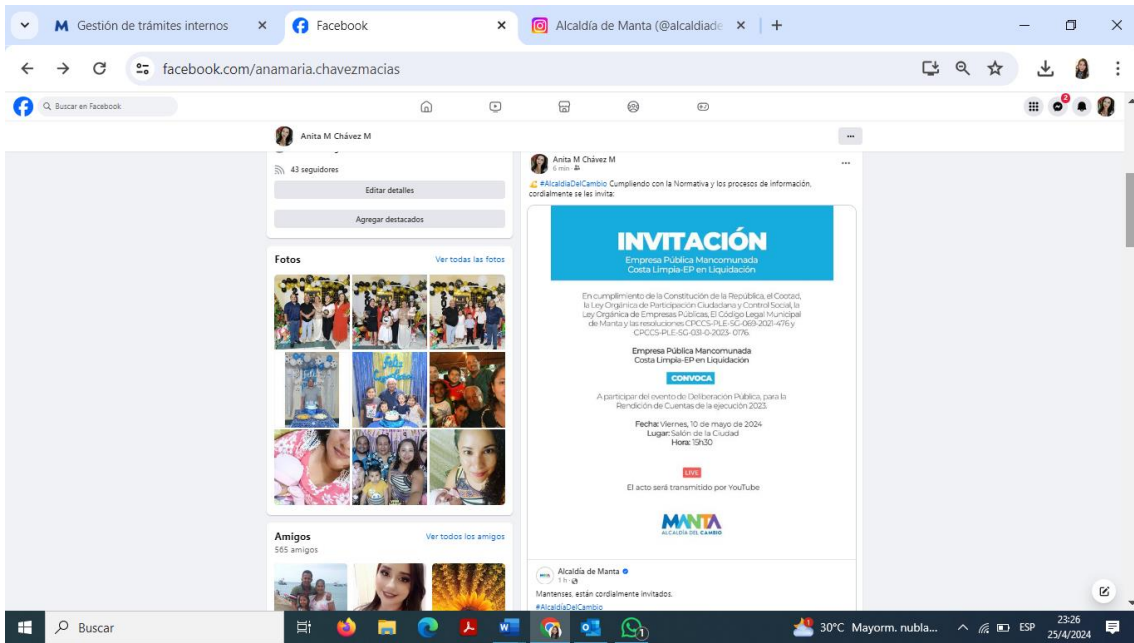 Gestión de trámites internos
Facebook
Alcaldía de Manta (@alcaldiade
facebook.com/anamaria.chavezmacias
Buscar en Facebook
2
Anita M Chávez M
43 seguidores
Editar detalles
Agregar destacados
Fotos
Ver todas las fotos
Feliz
Amigos
Ver todos los amigos
565 amigos
Anita M Chávez M
6 min
#AlcaldiaDelCambio Cumpliendo con la Normativa y los procesos de información,
cordialmente se les invita:
INVITACIÓN
Empresa Pública Mancomunada
Costa Limpia-EP en Liquidación
En cumplimiento de la Constitución de la República, el Cootad,
la Ley Orgánica de Participación Ciudadana y Control Social, la
Ley Orgánica de Empresas Públicas, El Código Legal Municipal
de Manta y las resoluciones CPCCS-PLE-SG-069-2021-476 y
CPCCS-PLE-SG-031-O-2023- 0776.
Empresa Pública Mancomunada
Costa Limpia-EP en Liquidación
CONVOCA
A participar del evento de Deliberación Pública, para la
Rendición de Cuentas de la ejecución 2023.
Fecha: Viernes, 10 de mayo de 2024
Lugar: Salón de la Ciudad
Hora: 15h30
LIVE
El acto será transmitido por YouTube
MANTA
ALCALDÍA DEL CAMBIO
Alcaldía de Manta
1 h
Mantenses, están cordialmente invitados.
#AlcaldíaDelCambio
Buscar
30°C Mayorm. nubla...
ESP
23:26
25/4/2024